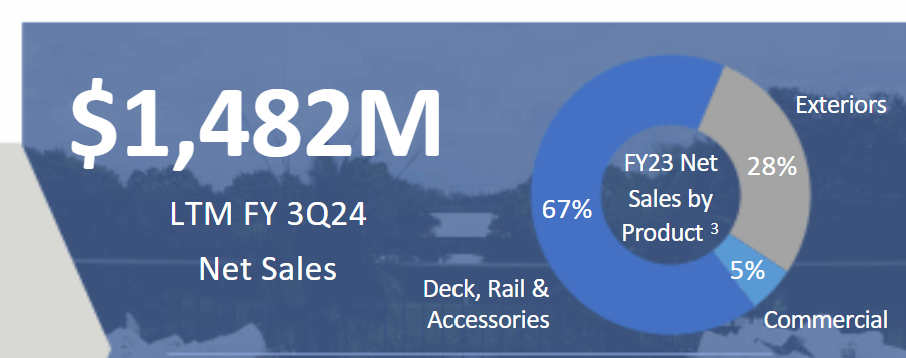 $1,482M
LTM FY 3Q24
Net Sales
Exteriors
FY23 Net
Sales by
Product 3
28%
67%
5%
Deck, Rail &
Accessories
Commercial